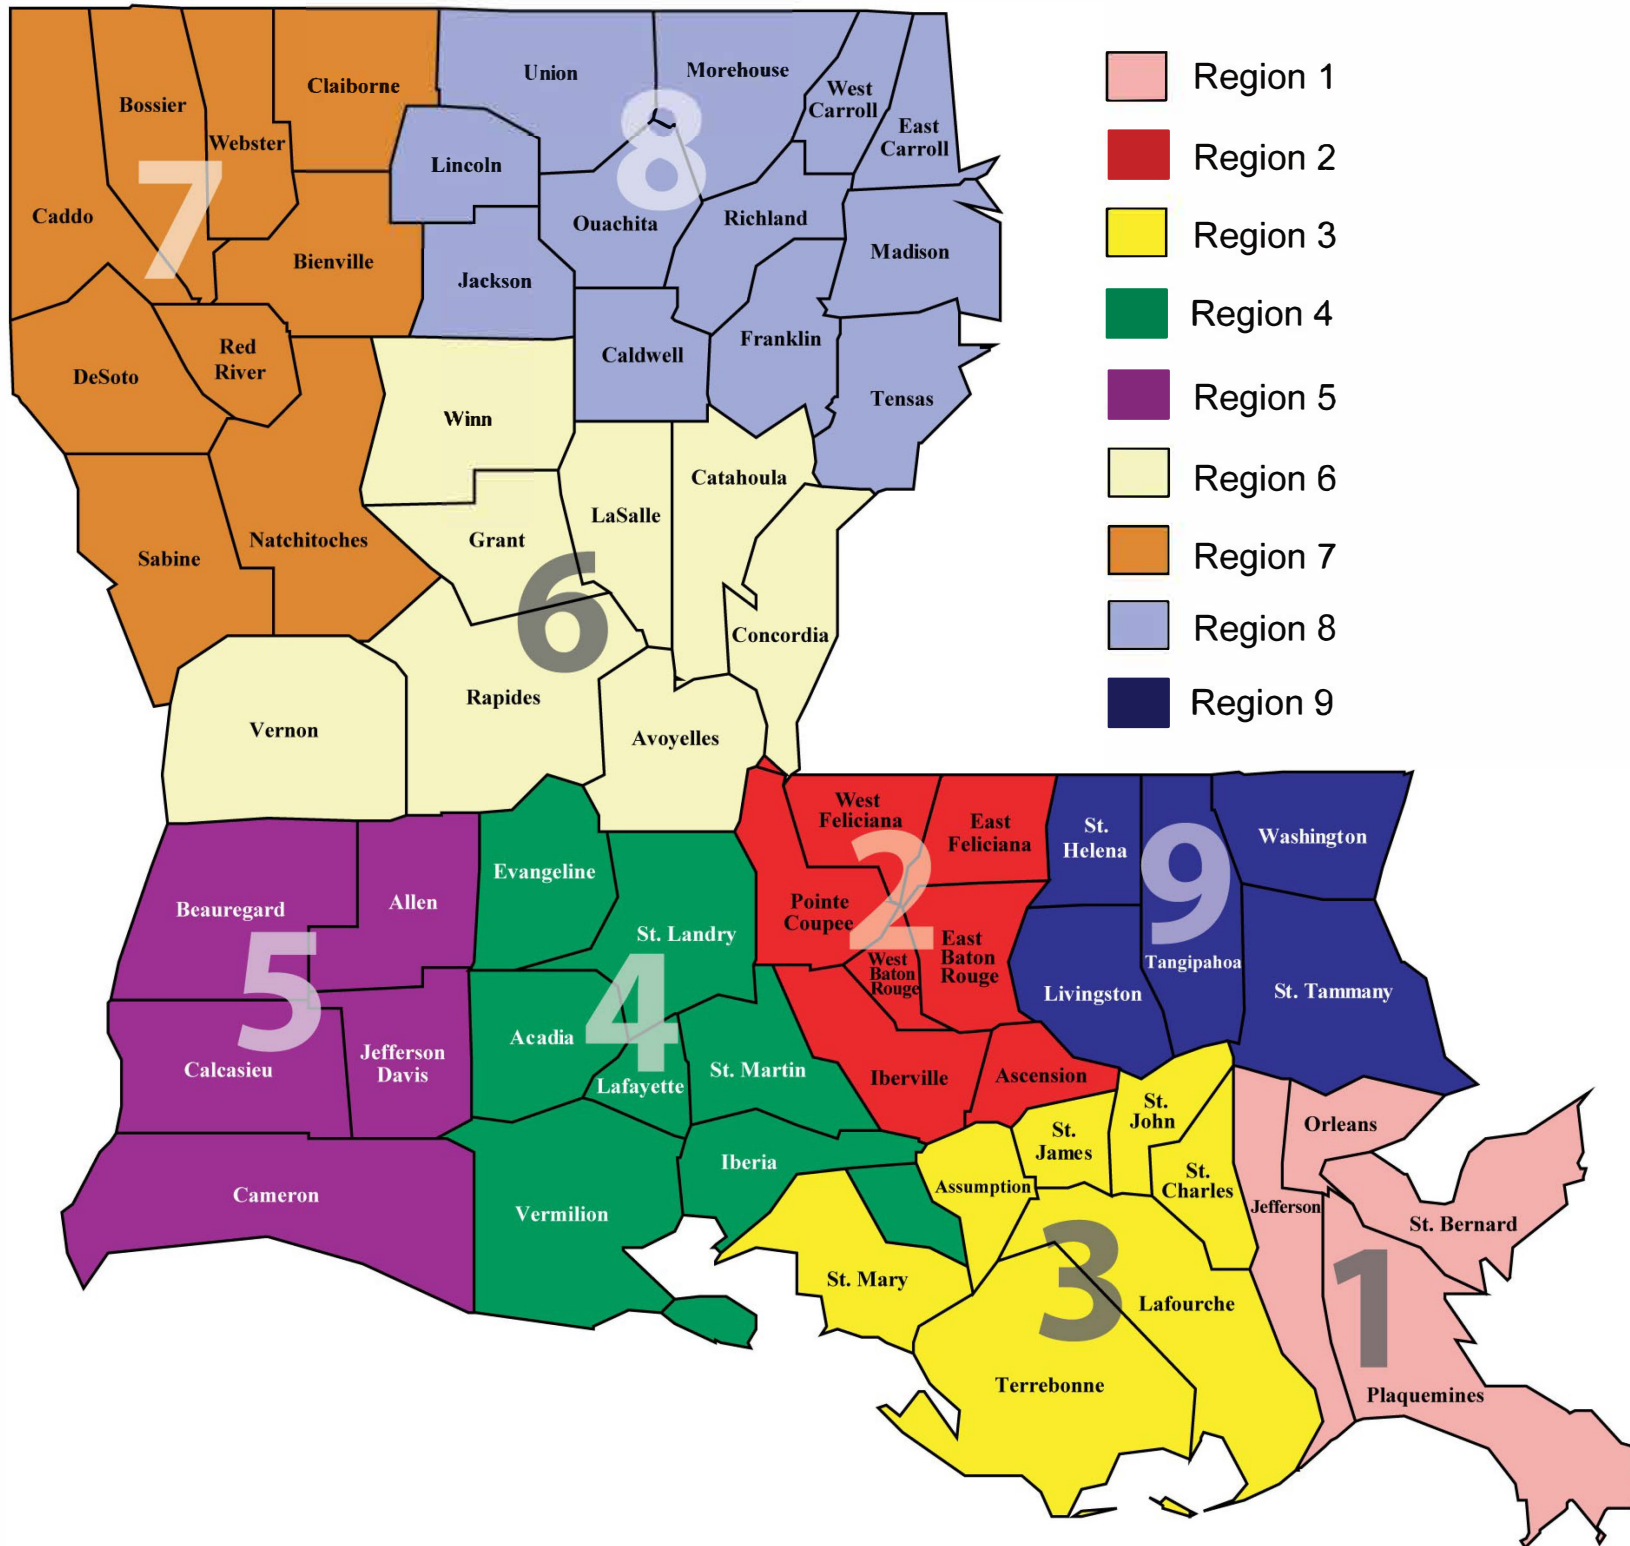 Union
Morehouse
Claiborne
Bossier
West
Carroll
Webster
East
Carroll
8
Lincoln
7
Caddo
Ouachita
Richland
Bienville
Madison
Jackson
Red
River
Caldwell
Franklin
DeSoto
Tensas
Winn
Catahoula
LaSalle
Grant
Natchitoches
Sabine
6
Concordia
Rapides
Vernon
Avoyelles
Region 1
Region 2
Region 3
Region 4
Region 5
Region 6
Region 7
Region 8
Region 9
West
Feliciana
East
Feliciana
St.
Helena
Washington
9
2
Evangeline
Allen
Beauregard
Pointe
Coupee
St. Landry
East
Baton
Rouge
West
Baton
Rouge
Tangipahoa
Livingston
St. Tammany
5
4
Acadia
Jefferson
Davis
Calcasieu
Lafayette
St. Martin
Iberville
Ascension
St.
John
Orleans
St.
James
Iberia
St.
Charles
Assumption
Cameron
Jefferson
Vermilion
St. Bernard
3
1
St. Mary
Lafourche
Terrebonne
Plaquemines